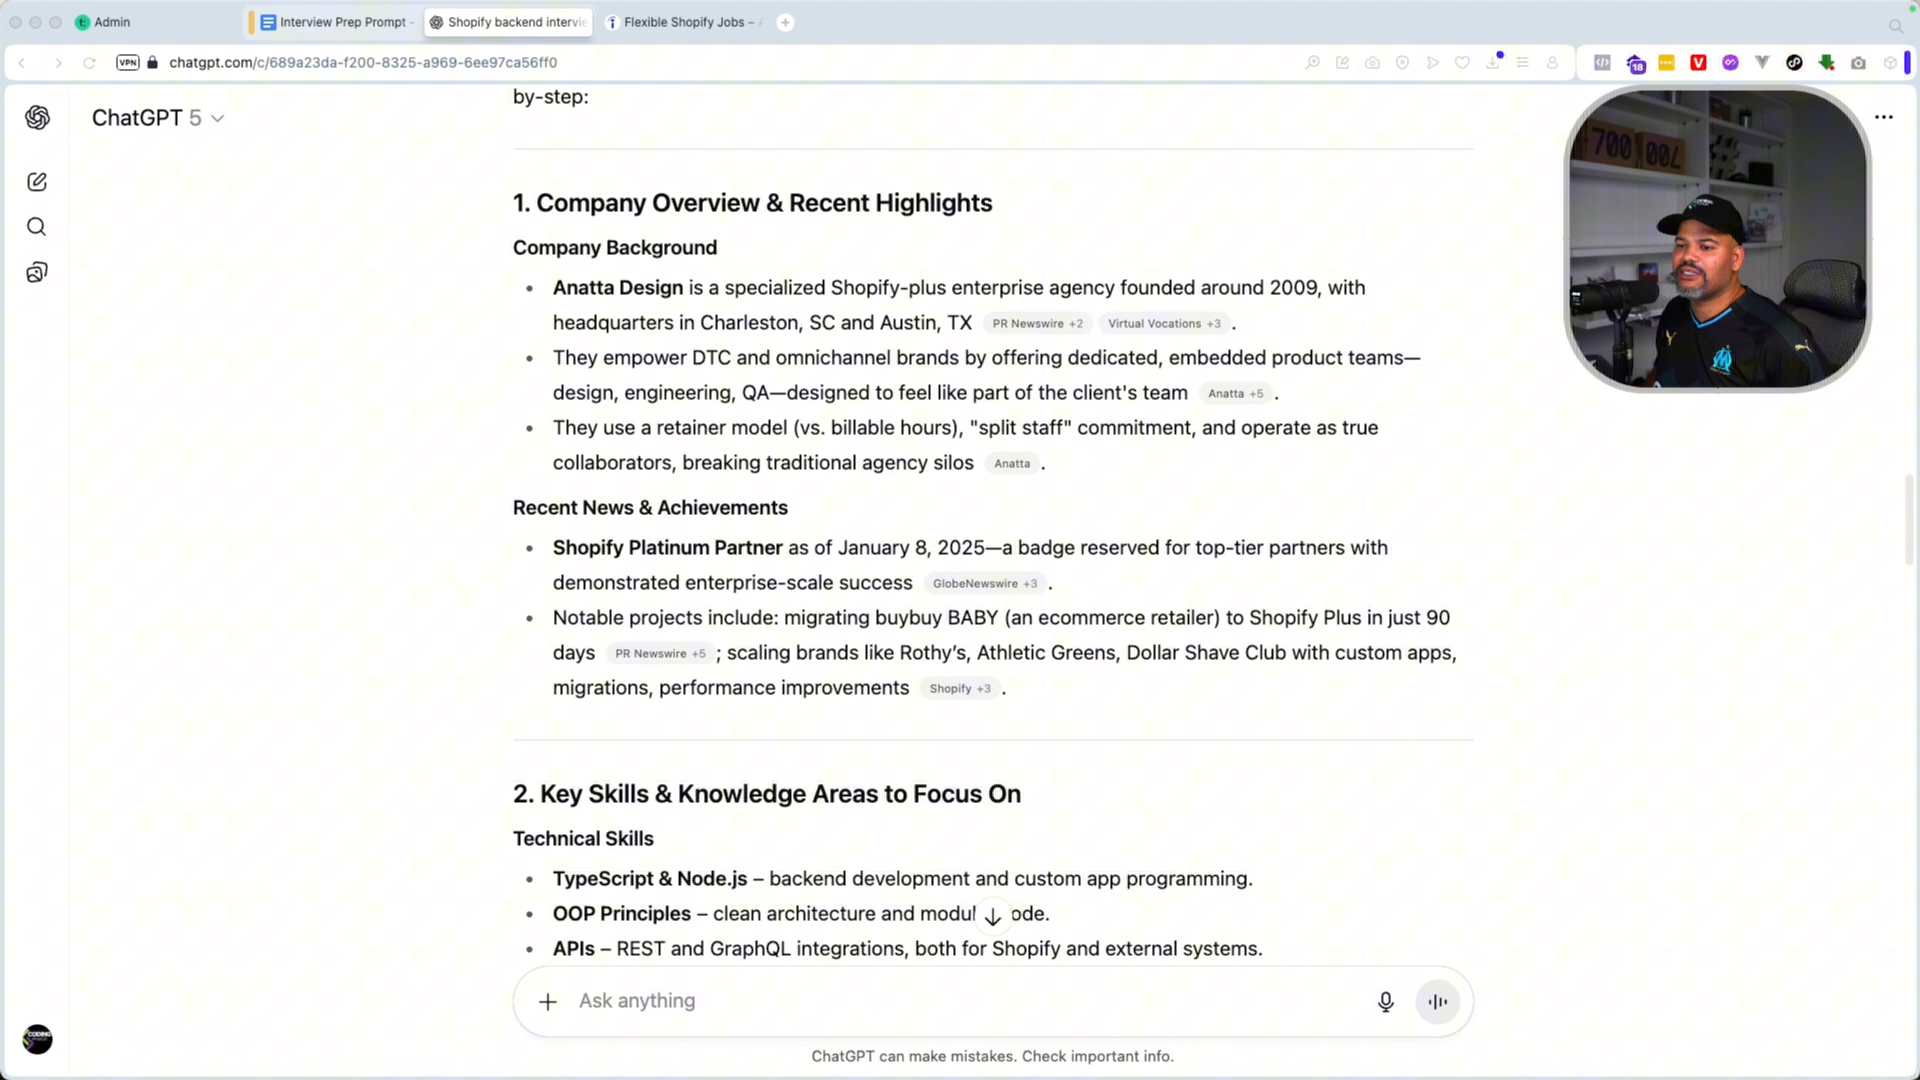 Admin
Interview Prep Prompt -
Shopify backend intervie
Flexible Shopify Jobs –
VPN
chatgpt.com/c/689a23da-f200-8325-a969-6ee97ca56ff0
18
ChatGPT 5
by-step:
1. Company Overview & Recent Highlights
Company Background
• Anatta Design is a specialized Shopify-plus enterprise agency founded around 2009, with
headquarters in Charleston, SC and Austin, TX PR Newswire +2 Virtual Vocations +3 .
• They empower DTC and omnichannel brands by offering dedicated, embedded product teams—
design, engineering, QA—designed to feel like part of the client's team Anatta +5 .
• They use a retainer model (vs. billable hours), "split staff" commitment, and operate as true
collaborators, breaking traditional agency silos Anatta .
Recent News & Achievements
• Shopify Platinum Partner as of January 8, 2025—a badge reserved for top-tier partners with
demonstrated enterprise-scale success GlobeNewswire +3 .
• Notable projects include: migrating buybuy BABY (an ecommerce retailer) to Shopify Plus in just 90
days PR Newswire +5 ; scaling brands like Rothy’s, Athletic Greens, Dollar Shave Club with custom apps,
migrations, performance improvements Shopify +3 .
2. Key Skills & Knowledge Areas to Focus On
Technical Skills
• TypeScript & Node.js – backend development and custom app programming.
• OOP Principles – clean architecture and modul ode.
• APIs – REST and GraphQL integrations, both for Shopify and external systems.
Ask anything
ChatGPT can make mistakes. Check important info.
CODING